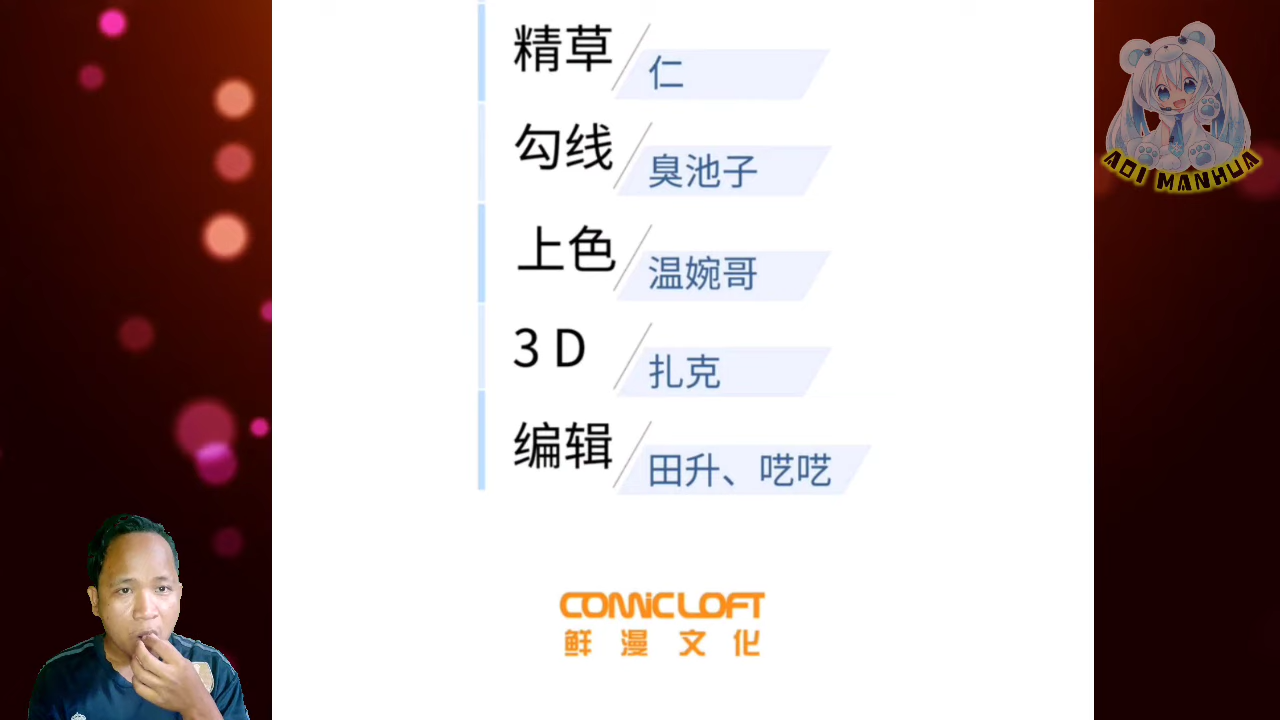 精草
仁
勾线
臭池子
上色
温婉哥
3D
扎克
编辑
田升、呓呓
COMICLOFT
鲜漫文化
AOI MANHUA